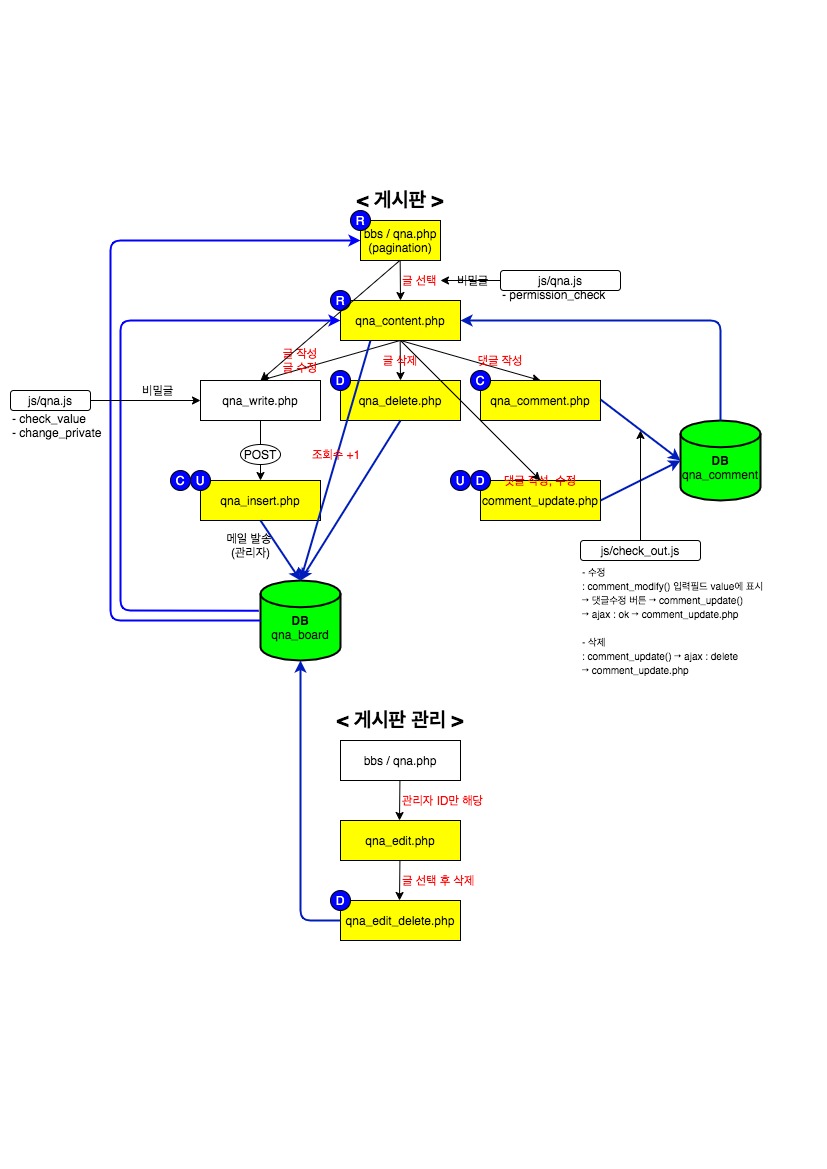 < 게시판 >
R
bbs / qna.php
(pagination)
글 선택
비밀글
js/qna.js
- permission_check
R
qna_content.php
글 작성
글 수정
글 삭제
댓글 작성
js/qna.js
- check_value
- change_private
비밀글
qna_write.php
D
qna_delete.php
C
qna_comment.php
POST
조회수 +1
DB
qna_comment
C
U
qna_insert.php
U
D
댓글 작성, 수정
comment_update.php
메일 발송
(관리자)
js/check_out.js
- 수정
: comment_modify() 입력필드 value에 표시
→ 댓글수정 버튼 → comment_update()
→ ajax : ok → comment_update.php
- 삭제
: comment_update() → ajax : delete
→ comment_update.php
DB
qna_board
< 게시판 관리 >
bbs / qna.php
관리자 ID만 해당
qna_edit.php
글 선택 후 삭제
D
qna_edit_delete.php